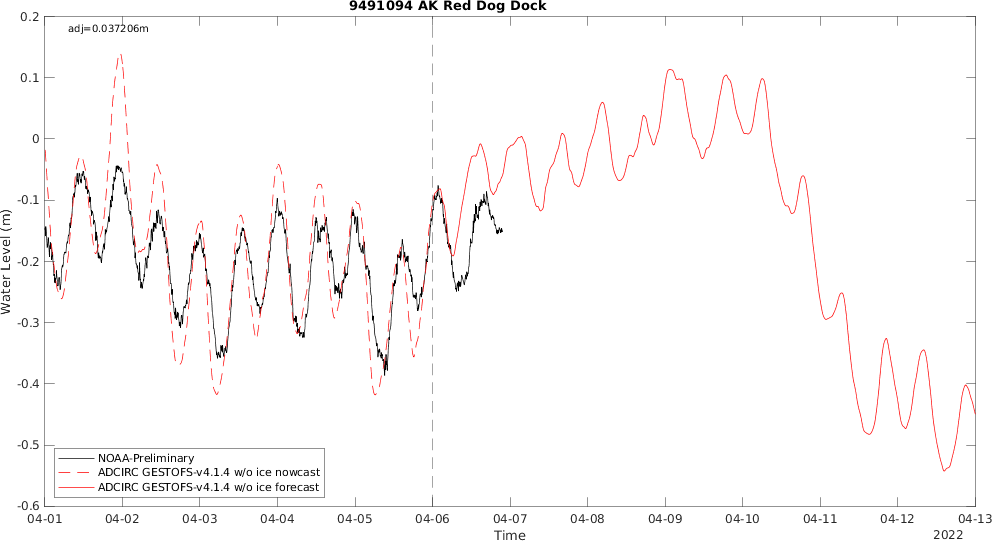 9491094 AK Red Dog Dock
adj=0.037206m
0.2
0.1
0
-0.1
-0.2
-0.3
-0.4
-0.5
-0.6
Water Level (m)
NOAA-Preliminary
ADCIRC GESTOFS-v4.1.4 w/o ice nowcast
ADCIRC GESTOFS-v4.1.4 w/o ice forecast
04-01 04-02 04-03 04-04 04-05 04-06 04-07 04-08 04-09 04-10 04-11 04-12 04-13
Time
2022